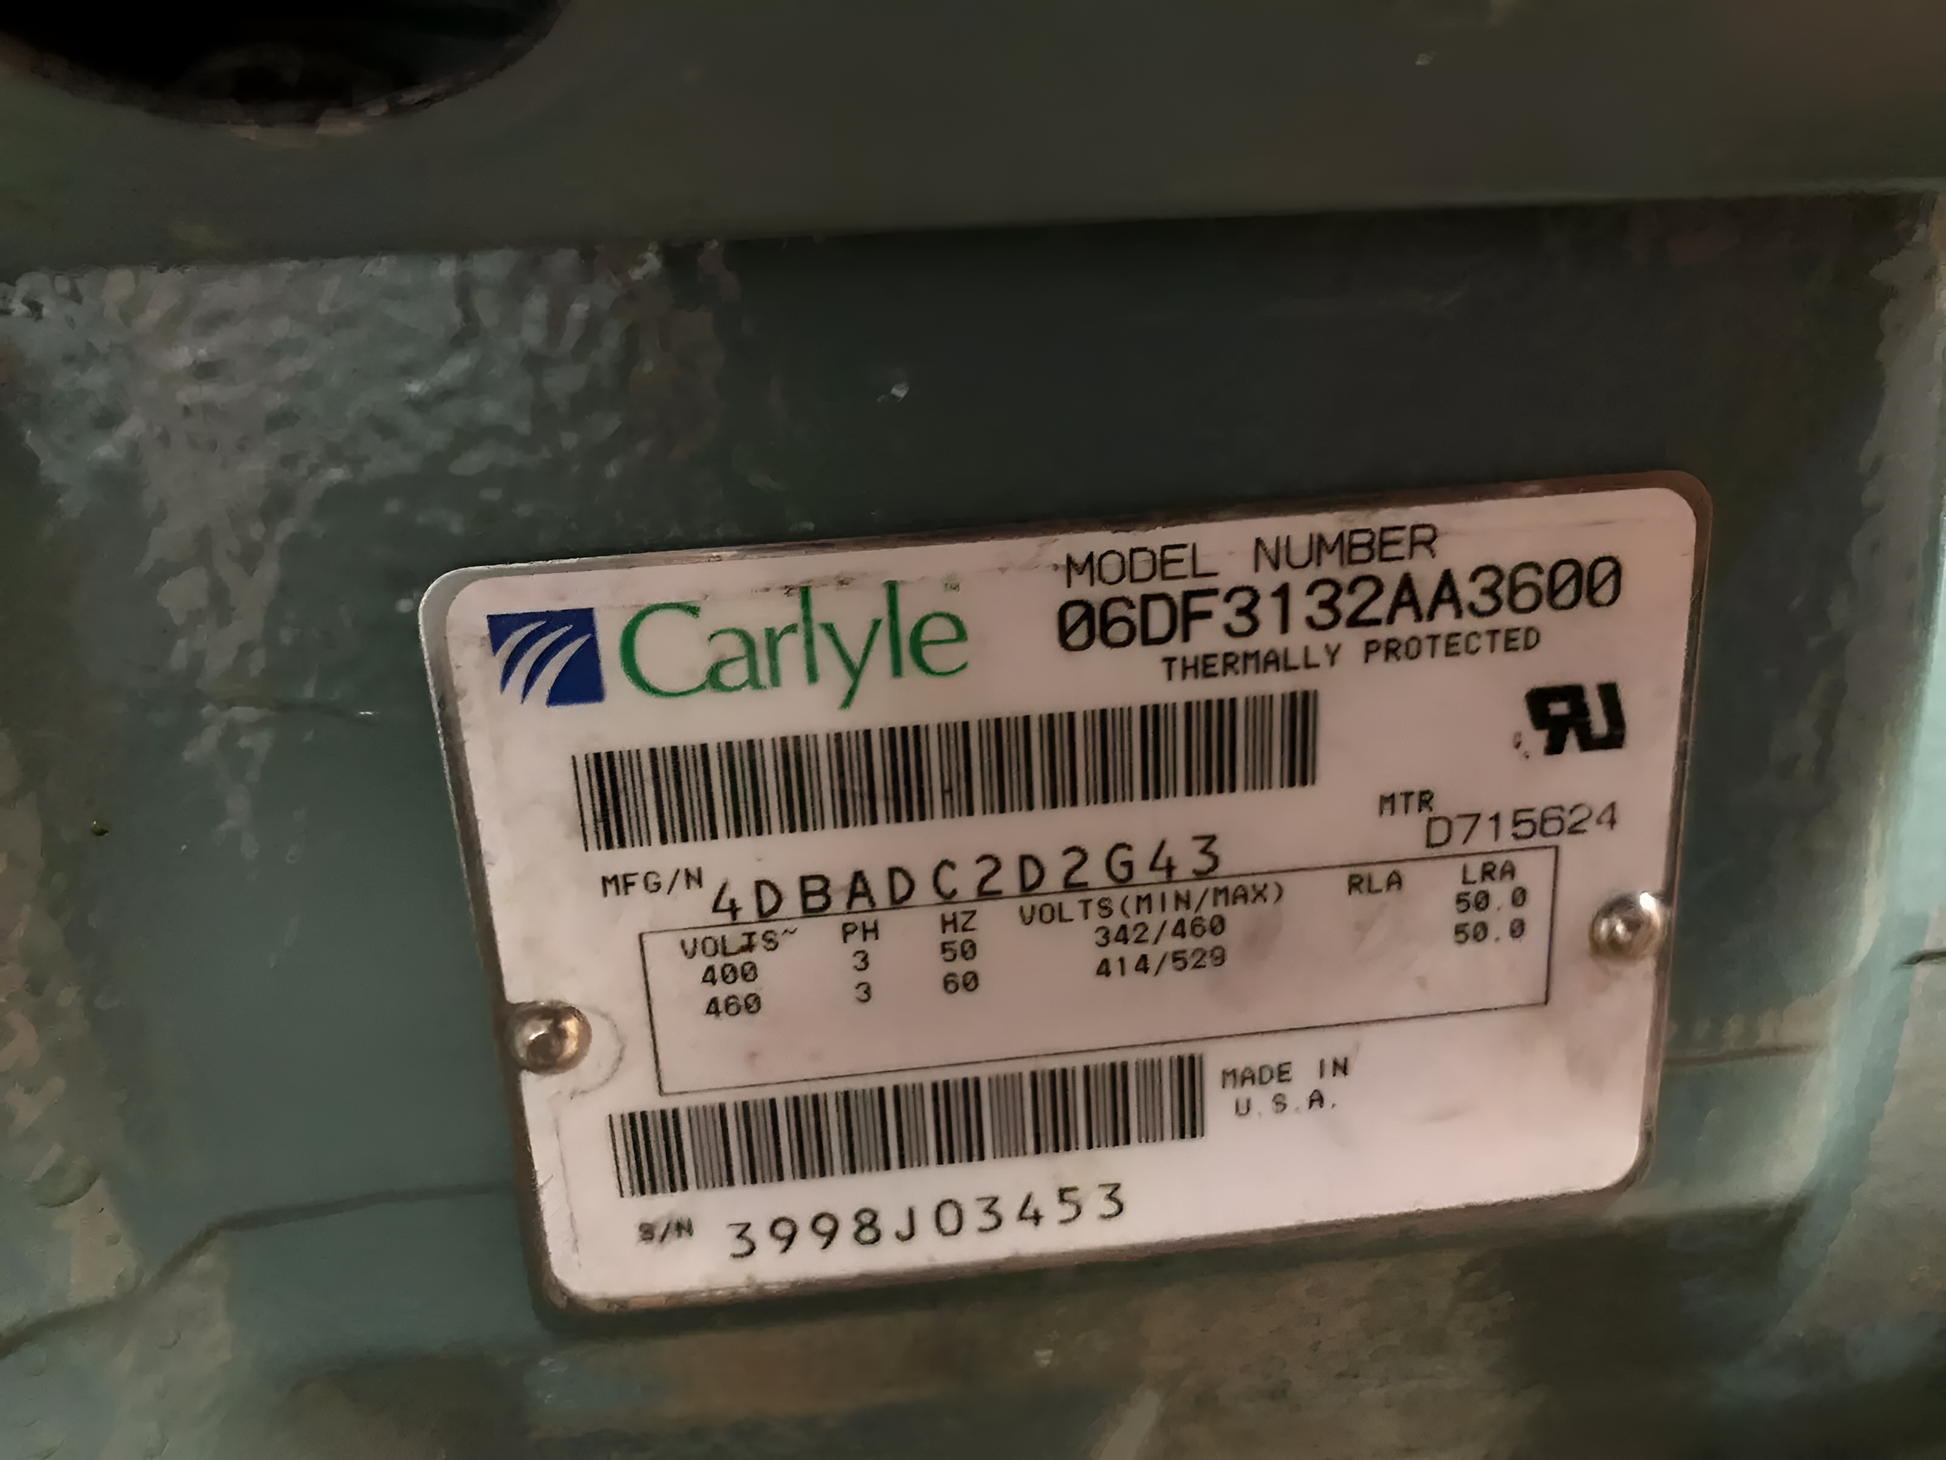 MODEL NUMBER
Carlyle
06DF3132AA3600
THERMALLY PROTECTED
MTR
D715624
MFG/N 4DBADC2D2G43
VOLTS~ PH HZ VOLTS(MIN/MAX) RLA LRA
400 3 50 342/460 50.0
460 3 60 414/529 50.0
MADE IN
U.S.A.
S/N 3998J03453